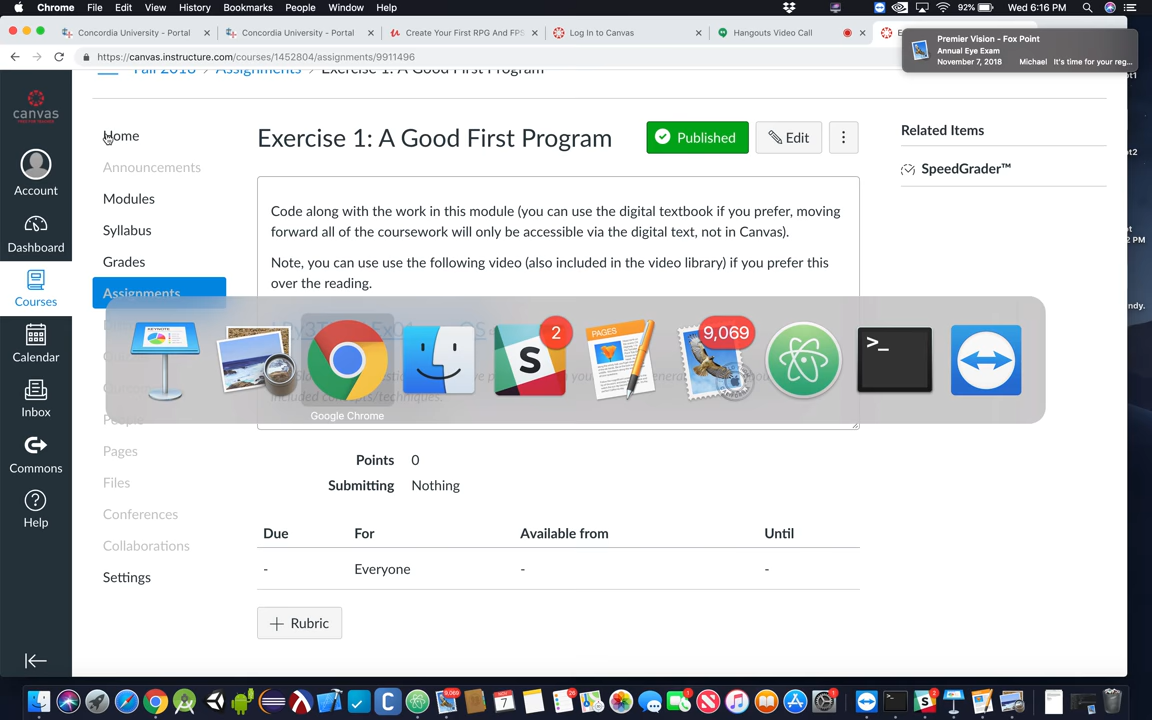 Chrome File Edit View History Bookmarks People Window Help 92% Wed 6:16 PM
Concordia University - Portal Concordia University - Portal Create Your First RPG And FPS Log In to Canvas Hangouts Video Call
Premier Vision - Fox Point
Annual Eye Exam
November 7, 2018 Michael It's time for your reg...
https://canvas.instructure.com/courses/1452804/assignments/9911496
Fall 2018 > Assignments > Exercise 1: A Good First Program
canvas
Account
Dashboard
Courses
Calendar
Inbox
Commons
Help
Home
Announcements
Modules
Syllabus
Grades
Assignments
People
Pages
Files
Conferences
Collaborations
Settings
Exercise 1: A Good First Program
Published
Edit
Code along with the work in this module (you can use the digital textbook if you prefer, moving
forward all of the coursework will only be accessible via the digital text, not in Canvas).
Note, you can use use the following video (also included in the video library) if you prefer this
over the reading.
included concepts/techniques.
KEYNOTE
S
2
PAGES
9,069
>_
Google Chrome
Points 0
Submitting Nothing
Due For Available from Until
- Everyone - -
+ Rubric
Related Items
SpeedGrader™
2 PM
ndy.